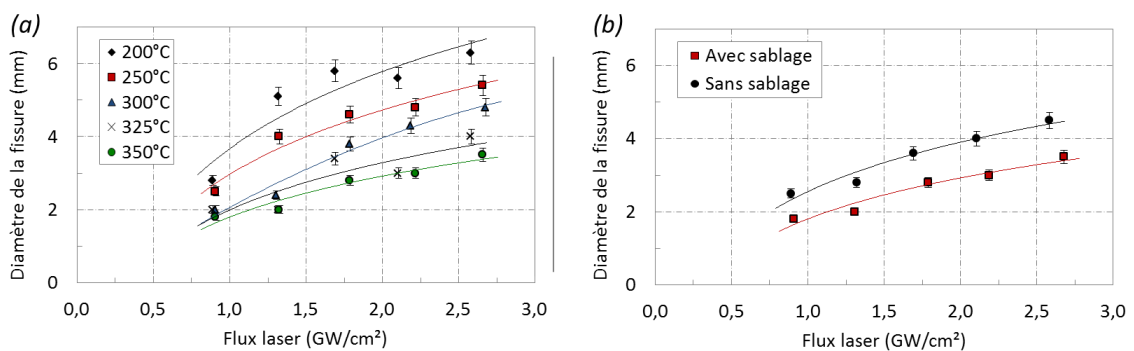 (a)
Diamètre de la fissure (mm)
6
4
2
0
200°C
250°C
300°C
325°C
350°C
0,0 0,5 1,0 1,5 2,0 2,5 3,0
Flux laser (GW/cm²)
(b)
Diamètre de la fissure (mm)
6
4
2
0
Avec sablage
Sans sablage
0,0 0,5 1,0 1,5 2,0 2,5 3,0
Flux laser (GW/cm²)